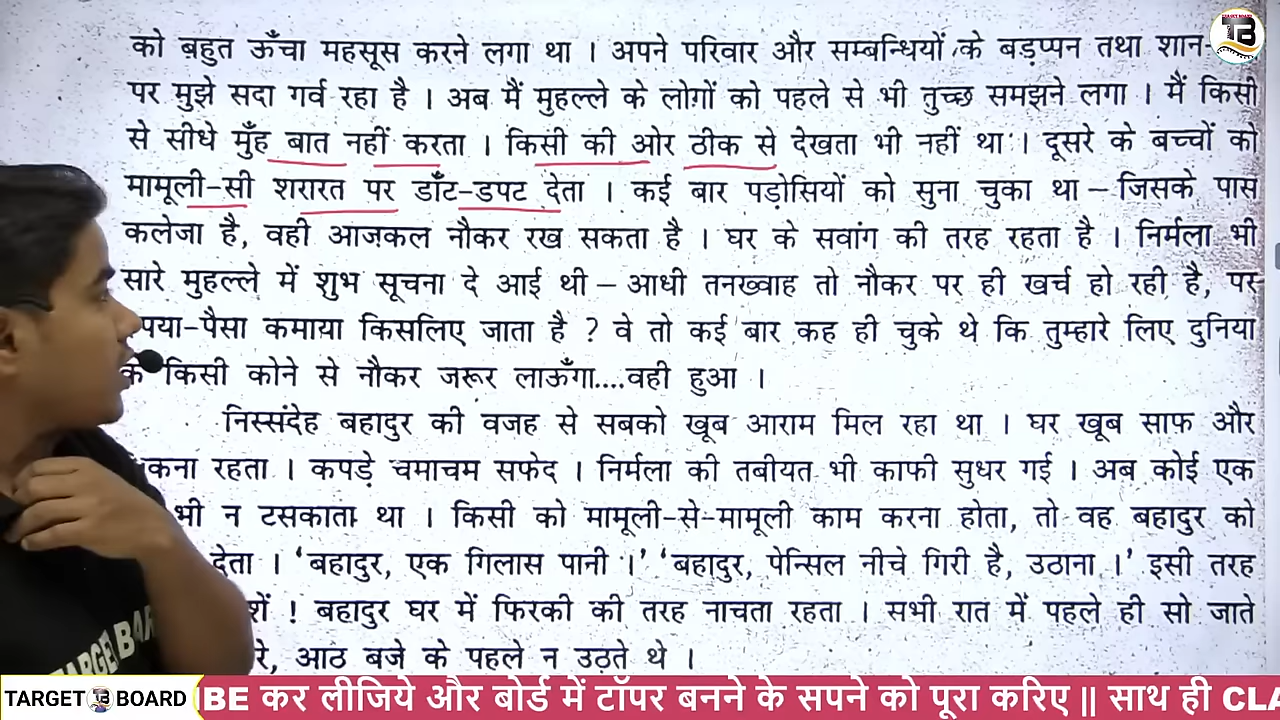 को बहुत ऊँचा महसूस करने लगा था । अपने परिवार और सम्बन्धियों के बड़प्पन तथा शान-
पर मुझे सदा गर्व रहा है । अब मैं मुहल्ले के लोगों को पहले से भी तुच्छ समझने लगा । मैं किसी
से सीधे मुँह बात नहीं करता । किसी की ओर ठीक से देखता भी नहीं था । दूसरे के बच्चों को
मामूली-सी शरारत पर डाँट-डपट देता । कई बार पड़ोसियों को सुना चुका था – जिसके पास
कलेजा है, वही आजकल नौकर रख सकता है । घर के सवांग की तरह रहता है । निर्मला भी
सारे मुहल्ले में शुभ सूचना दे आई थी – आधी तनख्वाह तो नौकर पर ही खर्च हो रही है, पर
पया-पैसा कमाया किसलिए जाता है ? वे तो कई बार कह ही चुके थे कि तुम्हारे लिए दुनिया
के किसी कोने से नौकर जरूर लाऊँगा....वही हुआ ।
निस्संदेह बहादुर की वजह से सबको खूब आराम मिल रहा था । घर खूब साफ और
कना रहता । कपड़े चमाचम सफेद । निर्मला की तबीयत भी काफी सुधर गई । अब कोई एक
भी न टसकाता था । किसी को मामूली-से-मामूली काम करना होता, तो वह बहादुर को
देता । ‘बहादुर, एक गिलास पानी ।’ ‘बहादुर, पेन्सिल नीचे गिरी है, उठाना ।’ इसी तरह
शें ! बहादुर घर में फिरकी की तरह नाचता रहता । सभी रात में पहले ही सो जाते
रे, आठ बजे के पहले न उठते थे ।
TARGET BOARD
TB
TARGET BOARD
BE कर लीजिये और बोर्ड में टॉपर बनने के सपने को पूरा करिए || साथ ही CLA